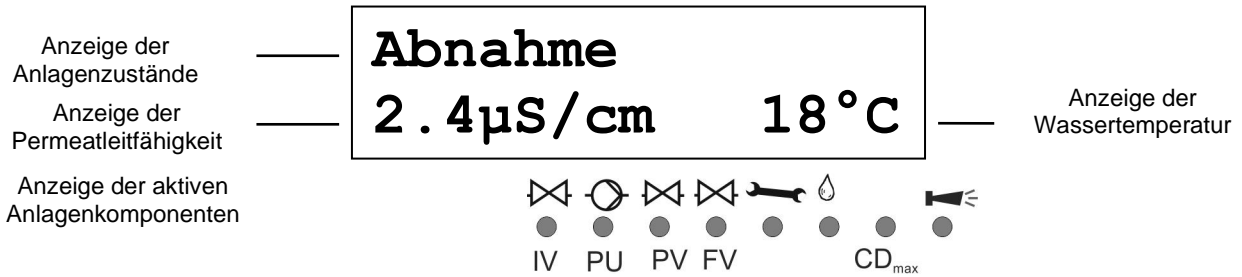 Anzeige der
Anlagenzustände
Abnahme
Anzeige der
Permeatleitfähigkeit
2.4µS/cm 18°C
Anzeige der
Wassertemperatur
Anzeige der aktiven
Anlagenkomponenten
IV PU PV FV CDmax